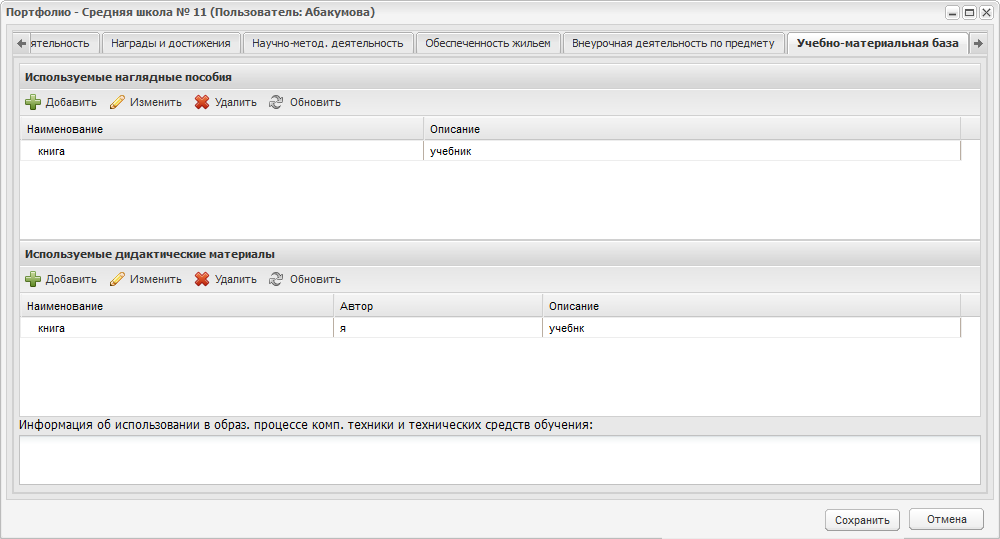 Портфолио - Средняя школа № 11 (Пользователь: Абакумова)
ятельность Награды и достижения Научно-метод. деятельность Обеспеченность жильем Внеурочная деятельность по предмету Учебно-материальная база
Используемые наглядные пособия
Добавить Изменить Удалить Обновить
Наименование Описание
книга учебник
Используемые дидактические материалы
Добавить Изменить Удалить Обновить
Наименование Автор Описание
книга я учебнк
Информация об использовании в образ. процессе комп. техники и технических средств обучения:
Сохранить Отмена